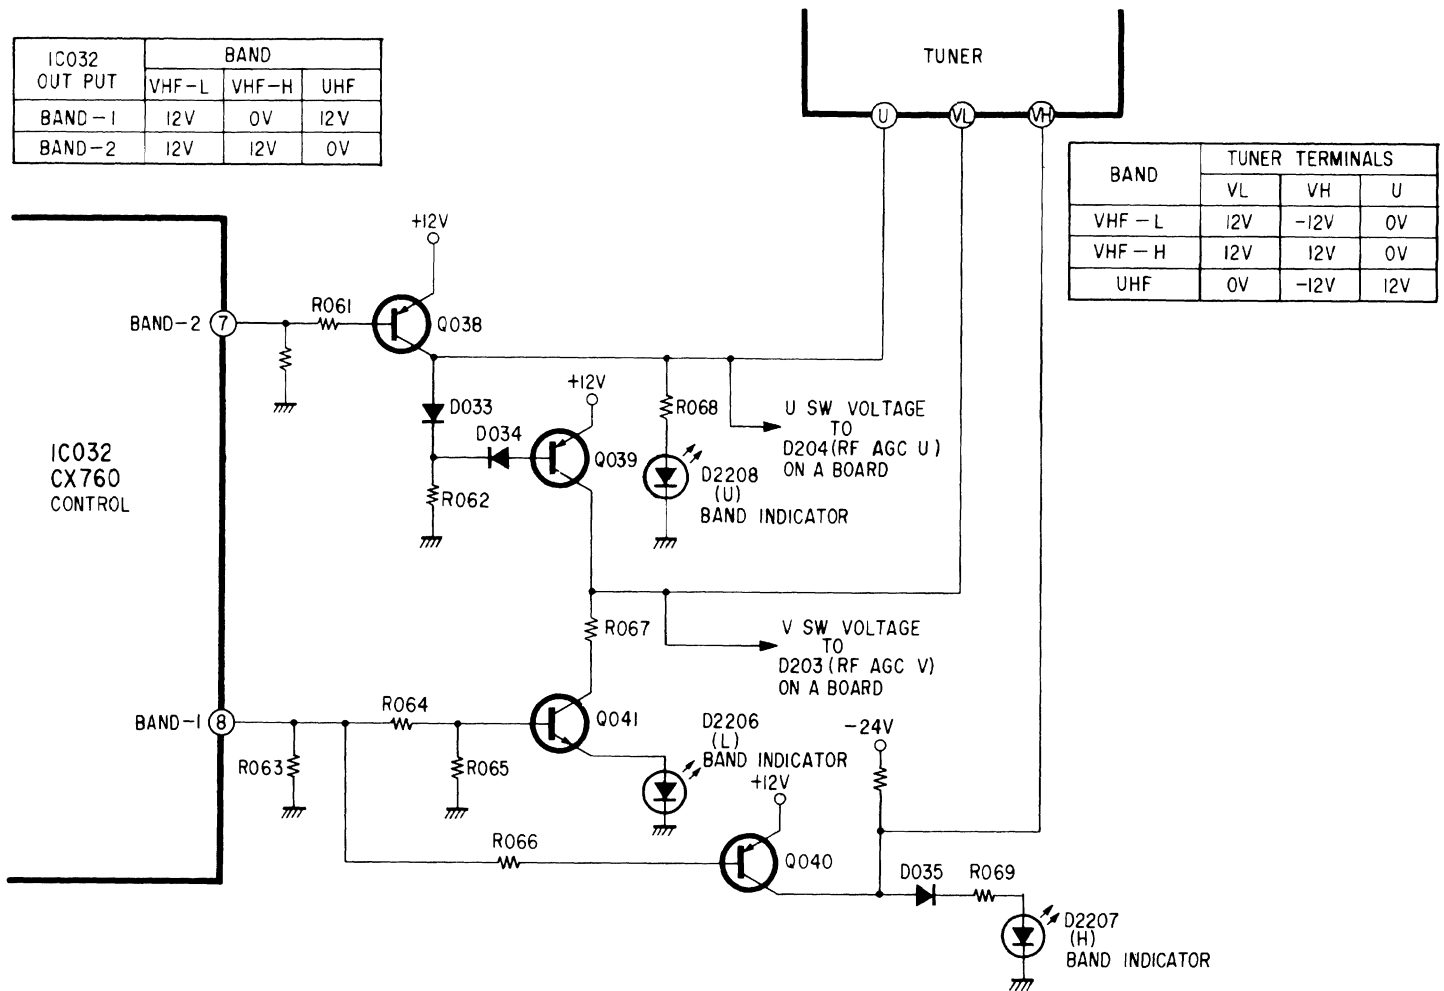 IC032
OUT PUT
BAND
VHF-L VHF-H UHF
BAND-1 12V 0V 12V
BAND-2 12V 12V 0V
TUNER
U VL VH
BAND
TUNER TERMINALS
VL VH U
VHF-L 12V -12V 0V
VHF-H 12V 12V 0V
UHF 0V -12V 12V
+12V
R061
BAND-2 7
Q038
+12V
D033
D034
Q039
R062
R068
U SW VOLTAGE
TO
D204(RF AGC U)
ON A BOARD
D2208
(U)
BAND INDICATOR
IC032
CX760
CONTROL
R067
V SW VOLTAGE
TO
D203(RF AGC V)
ON A BOARD
BAND-1 8
R064
Q041
R063
R065
D2206
(L)
BAND INDICATOR
+12V
-24V
R066
Q040
D035
R069
D2207
(H)
BAND INDICATOR